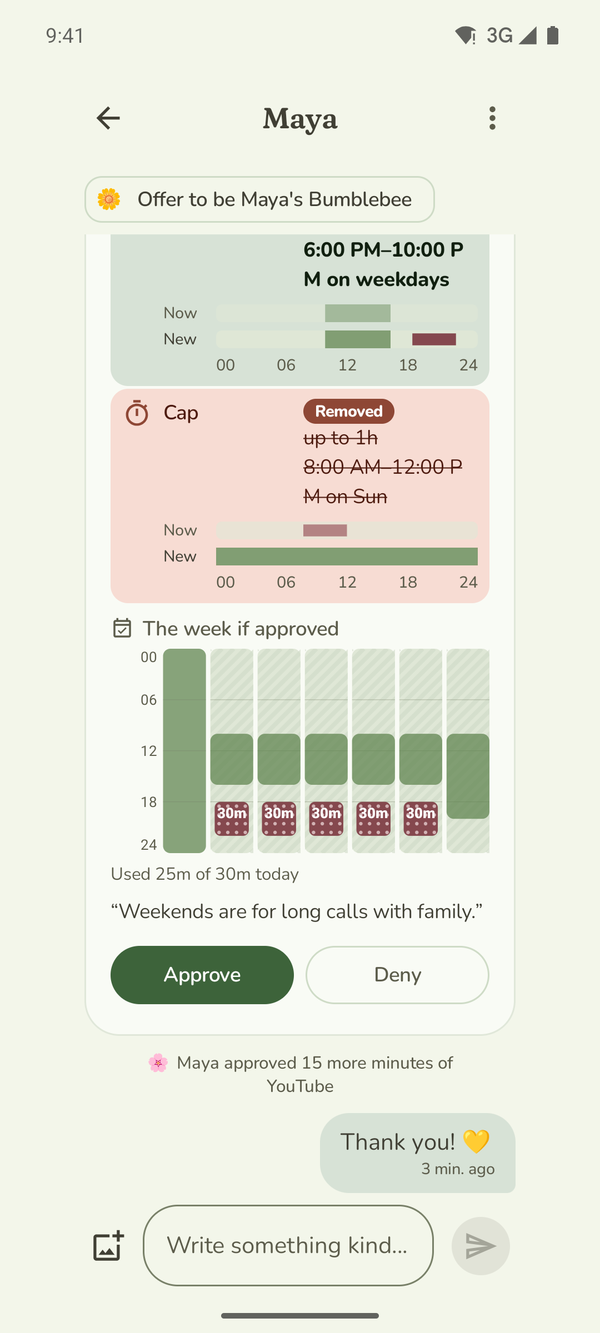 9:41
3G
Maya
Offer to be Maya's Bumblebee
6:00 PM–10:00 P
M on weekdays
Now
New
00 06 12 18 24
Cap
Removed
up to 1h
8:00 AM–12:00 P
M on Sun
Now
New
00 06 12 18 24
The week if approved
00
06
12
18
30m 30m 30m 30m 30m
24
Used 25m of 30m today
“Weekends are for long calls with family.”
Approve
Deny
🌸 Maya approved 15 more minutes of
YouTube
Thank you! 💛
3 min. ago
Write something kind...